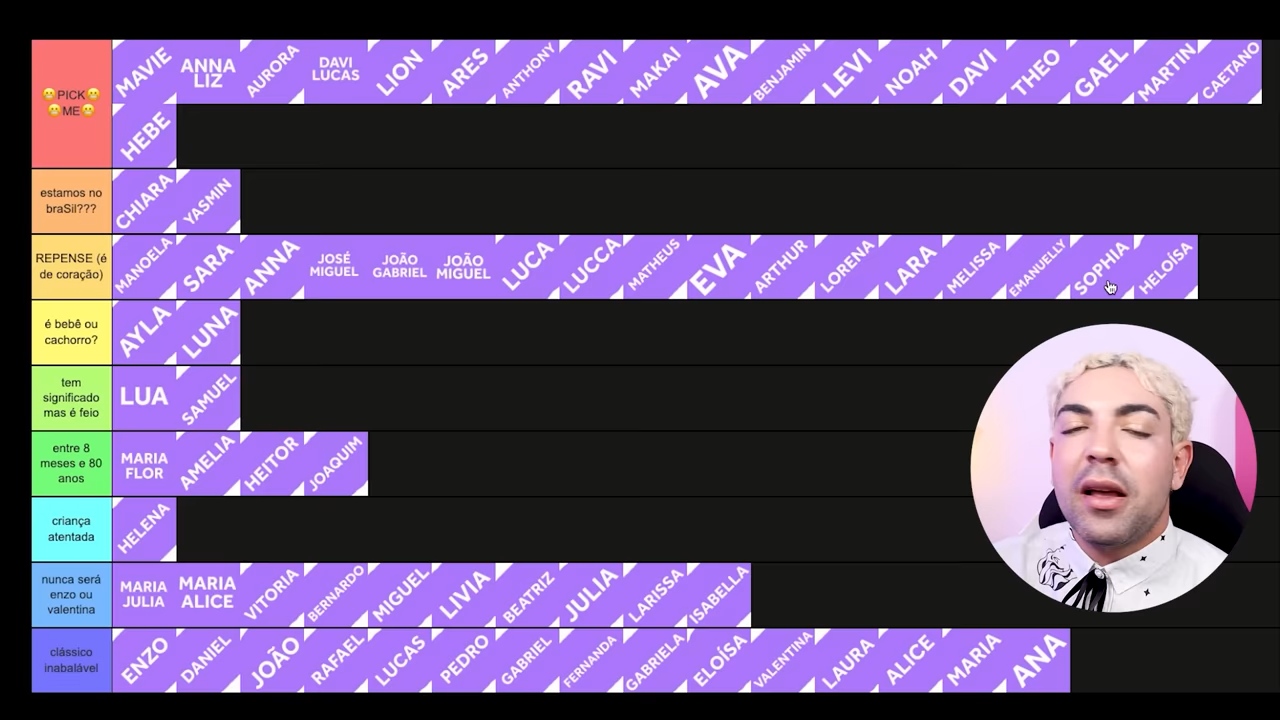 😬PICK😬
😬ME😬
MAVIE
ANNA
LIZ
AURORA
DAVI
LUCAS
LION
ARES
ANTHONY
RAVI
MAKAI
AVA
BENJAMIN
LEVI
NOAH
DAVI
THEO
GAEL
MARTIN
CAETANO
HEBE
estamos no
braSil???
CHIARA
YASMIN
REPENSE (é
de coração)
MANOELA
SARA
ANNA
JOSÉ
MIGUEL
JOÃO
GABRIEL
JOÃO
MIGUEL
LUCA
LUCCA
MATHEUS
EVA
ARTHUR
LORENA
LARA
MELISSA
EMANUELLY
SOPHIA
HELOÍSA
é bebê ou
cachorro?
AYLA
LUNA
tem
significado
mas é feio
LUA
SAMUEL
entre 8
meses e 80
anos
MARIA
FLOR
AMELIA
HEITOR
JOAQUIM
criança
atentada
HELENA
nunca será
enzo ou
valentina
MARIA
JULIA
MARIA
ALICE
VITORIA
BERNARDO
MIGUEL
LIVIA
BEATRIZ
JULIA
LARISSA
ISABELLA
clássico
inabalável
ENZO
DANIEL
JOÃO
RAFAEL
LUCAS
PEDRO
GABRIEL
FERNANDA
GABRIELA
ELOÍSA
VALENTINA
LAURA
ALICE
MARIA
ANA